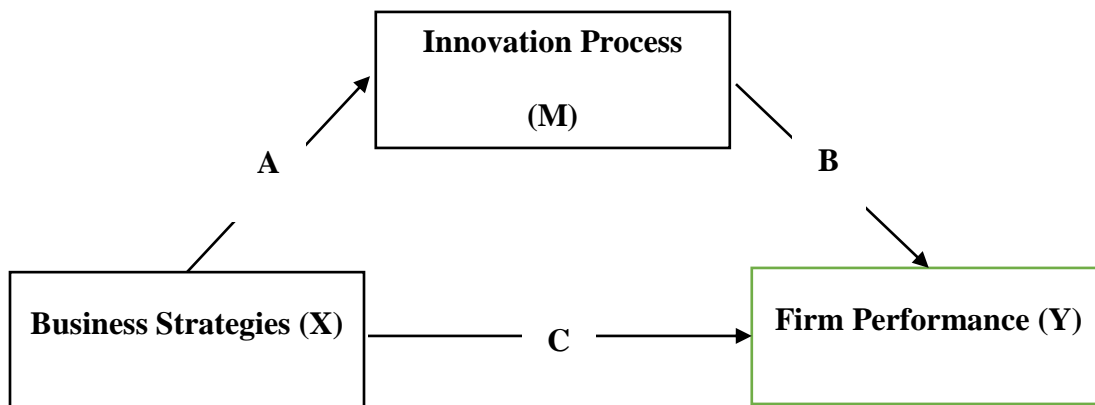 Innovation Process
(M)
A
B
Business Strategies (X)
C
Firm Performance (Y)